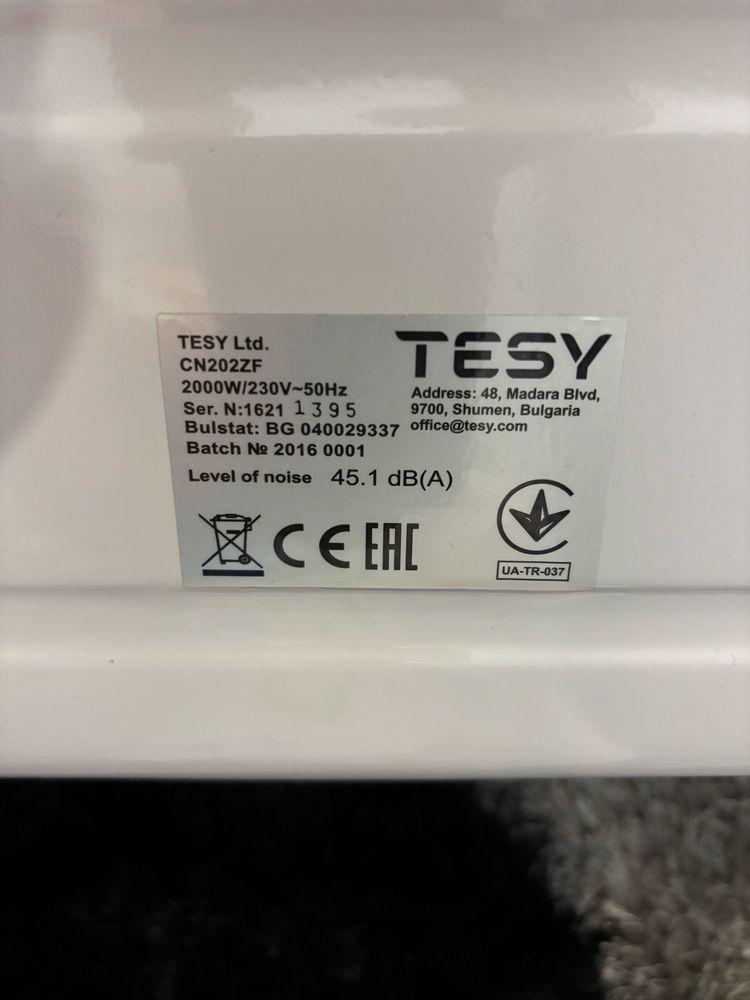 TESY Ltd.
CN202ZF
2000W/230V~50Hz
Ser. N:1621 1395
Bulstat: BG 040029337
Batch № 2016 0001
Level of noise 45.1 dB(A)
TESY
Address: 48, Madara Blvd,
9700, Shumen, Bulgaria
office@tesy.com
CE EAC
UA-TR-037